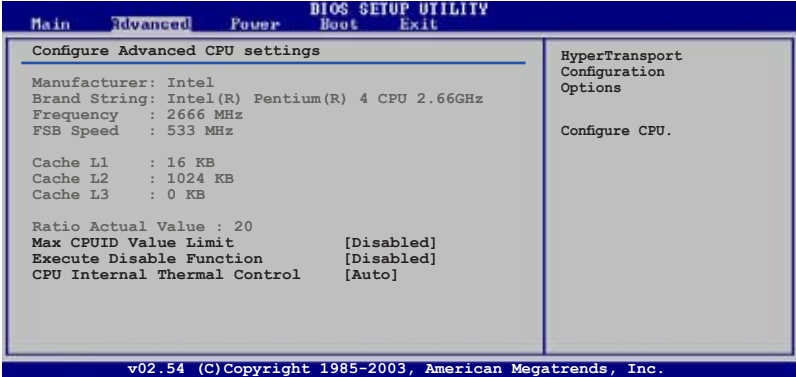 BIOS SETUP UTILITY
Main Advanced Power Boot Exit
Configure Advanced CPU settings
Manufacturer: Intel
Brand String: Intel(R) Pentium(R) 4 CPU 2.66GHz
Frequency : 2666 MHz
FSB Speed : 533 MHz
Cache L1 : 16 KB
Cache L2 : 1024 KB
Cache L3 : 0 KB
Ratio Actual Value : 20
Max CPUID Value Limit [Disabled]
Execute Disable Function [Disabled]
CPU Internal Thermal Control [Auto]
HyperTransport
Configuration
Options
Configure CPU.
v02.54 (C)Copyright 1985-2003, American Megatrends, Inc.